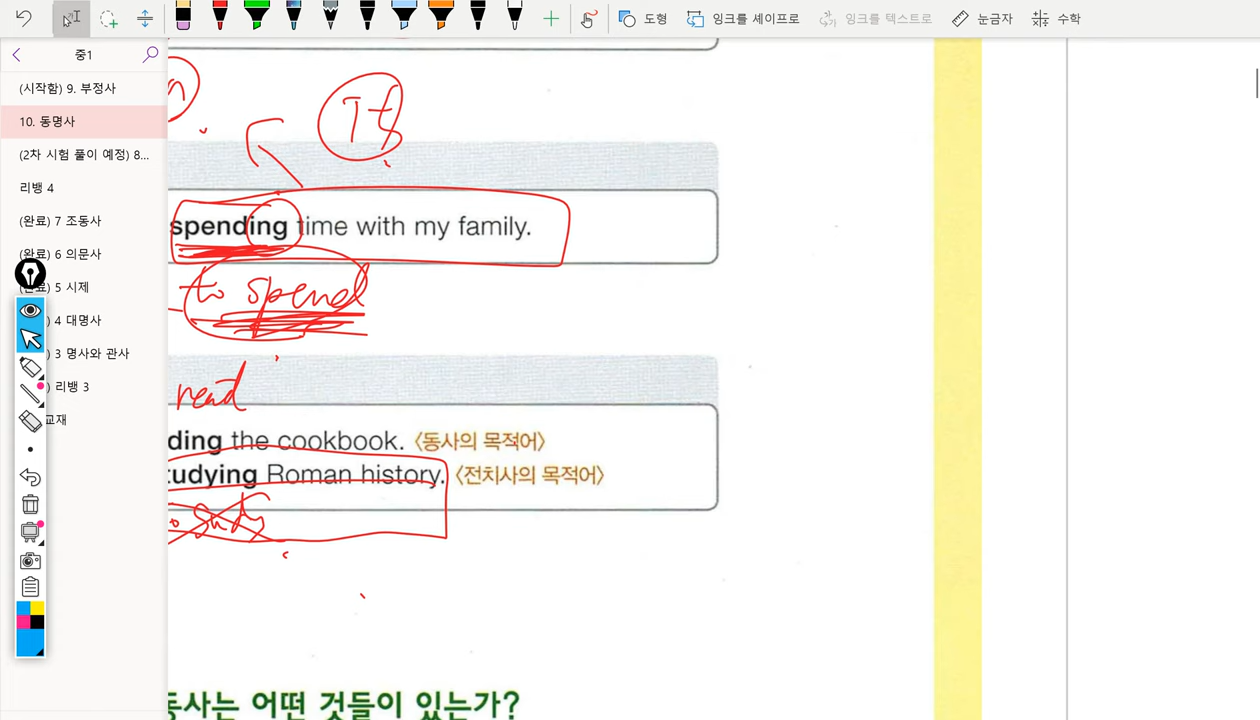 도형
잉크를 셰이프로
잉크를 텍스트로
눈금자
수학
중1
(시작함) 9. 부정사
10. 동명사
(2차 시험 풀이 예정) 8...
리뱅 4
(완료) 7 조동사
(완료) 6 의문사
5 시제
) 4 대명사
) 3 명사와 관사
) 리뱅 3
교재
It
spending time with my family.
to spend
read
ding the cookbook. <동사의 목적어>
tudying Roman history. <전치사의 목적어>
o study
동사는 어떤 것들이 있는가?